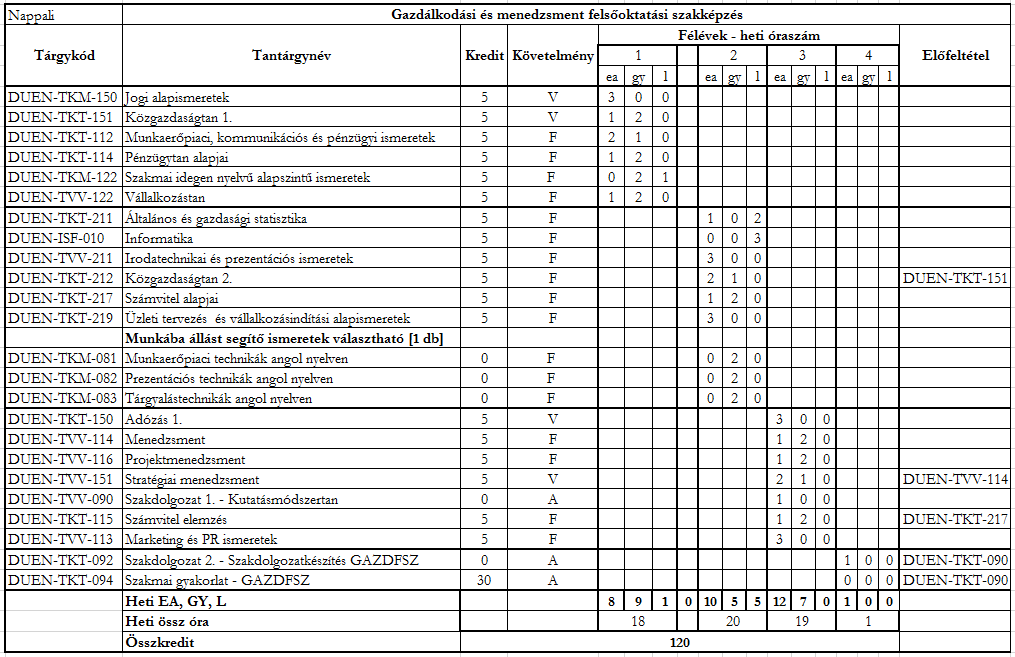 Nappali Gazdálkodási és menedzsment felsőoktatási szakképzés
Félévek - heti óraszám
Tárgykód Tantárgynév Kredit Követelmény 1 2 3 4 Előfeltétel
ea gy l ea gy l ea gy l ea gy l
DUEN-TKM-150 Jogi alapismeretek 5 V 3 0 0
DUEN-TKT-151 Közgazdaságtan 1. 5 V 1 2 0
DUEN-TKT-112 Munkaerőpiaci, kommunikációs és pénzügyi ismeretek 5 F 2 1 0
DUEN-TKT-114 Pénzügytan alapjai 5 F 1 2 0
DUEN-TKM-122 Szakmai idegen nyelvű alapszintű ismeretek 5 F 0 2 1
DUEN-TVV-122 Vállalkozástan 5 F 1 2 0
DUEN-TKT-211 Általános és gazdasági statisztika 5 F 1 0 2
DUEN-ISF-010 Informatika 5 F 0 0 3
DUEN-TVV-211 Irodatechnikai és prezentációs ismeretek 5 F 3 0 0
DUEN-TKT-212 Közgazdaságtan 2. 5 F 2 1 0 DUEN-TKT-151
DUEN-TKT-217 Számvitel alapjai 5 F 1 2 0
DUEN-TKT-219 Üzleti tervezés és vállalkozásindítási alapismeretek 5 F 3 0 0
Munkába állást segítő ismeretek választható [1 db]
DUEN-TKM-081 Munkaerőpiaci technikák angol nyelven 0 F 0 2 0
DUEN-TKM-082 Prezentációs technikák angol nyelven 0 F 0 2 0
DUEN-TKM-083 Tárgyalástechnikák angol nyelven 0 F 0 2 0
DUEN-TKT-150 Adózás 1. 5 V 3 0 0
DUEN-TVV-114 Menedzsment 5 F 1 2 0
DUEN-TVV-116 Projektmenedzsment 5 F 1 2 0
DUEN-TVV-151 Stratégiai menedzsment 5 V 2 1 0 DUEN-TVV-114
DUEN-TVV-090 Szakdolgozat 1. - Kutatásmódszertan 0 A 1 0 0
DUEN-TKT-115 Számvitel elemzés 5 F 1 2 0 DUEN-TKT-217
DUEN-TVV-113 Marketing és PR ismeretek 5 F 3 0 0
DUEN-TKT-092 Szakdolgozat 2. - Szakdolgozatkészítés GAZDFSZ 0 A 1 0 0 DUEN-TKT-090
DUEN-TKT-094 Szakmai gyakorlat - GAZDFSZ 30 A 0 0 0 DUEN-TKT-090
Heti EA, GY, L 8 9 1 0 10 5 5 12 7 0 1 0 0
Heti össz óra 18 20 19 1
Összkredit 120